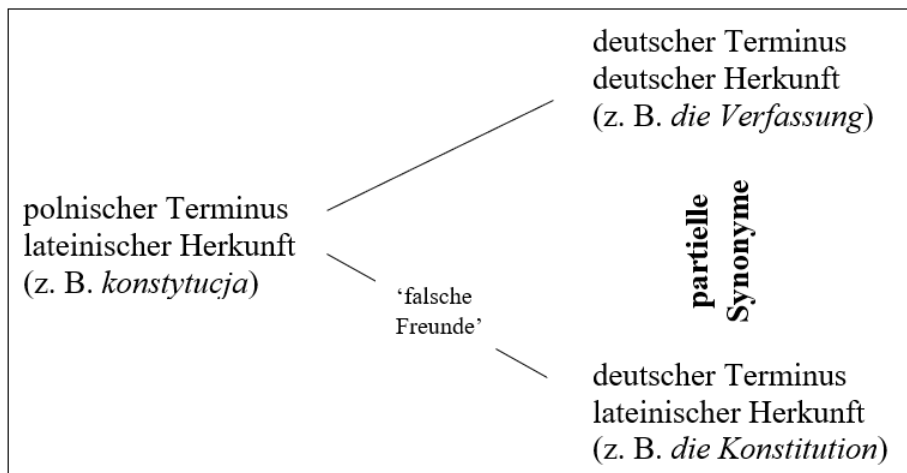 deutscher Terminus
deutscher Herkunft
(z. B. die Verfassung)
polnischer Terminus
lateinischer Herkunft
(z. B. konstytucja)
‘falsche
Freunde’
partielle
Synonyme
deutscher Terminus
lateinischer Herkunft
(z. B. die Konstitution)